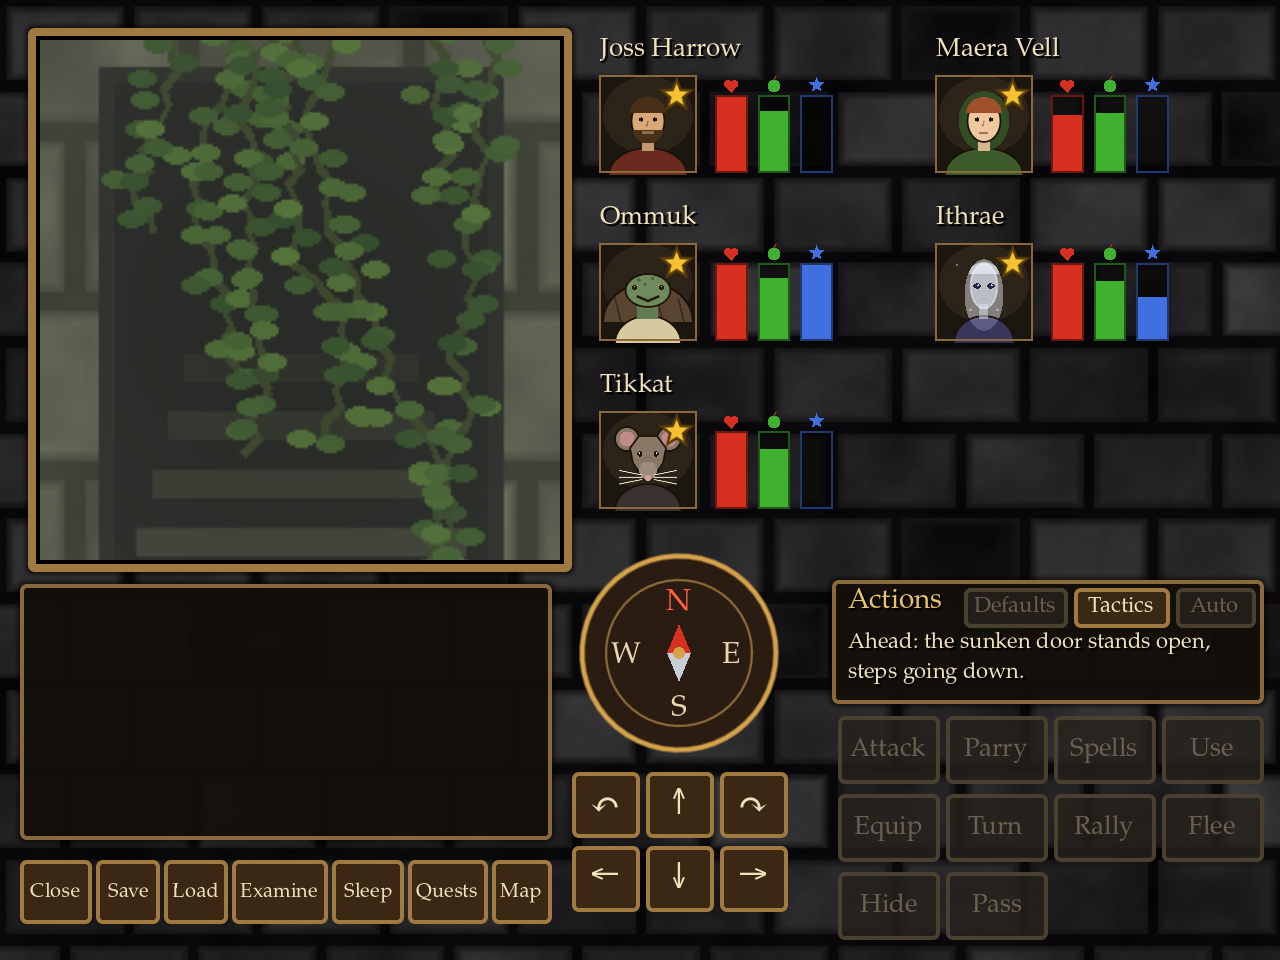 Joss Harrow
Maera Vell
Ommuk
Ithrae
Tikkat
N
W
E
S
Actions
Defaults
Tactics
Auto
Ahead: the sunken door stands open,
steps going down.
Attack
Parry
Spells
Use
Equip
Turn
Rally
Flee
Hide
Pass
Close
Save
Load
Examine
Sleep
Quests
Map